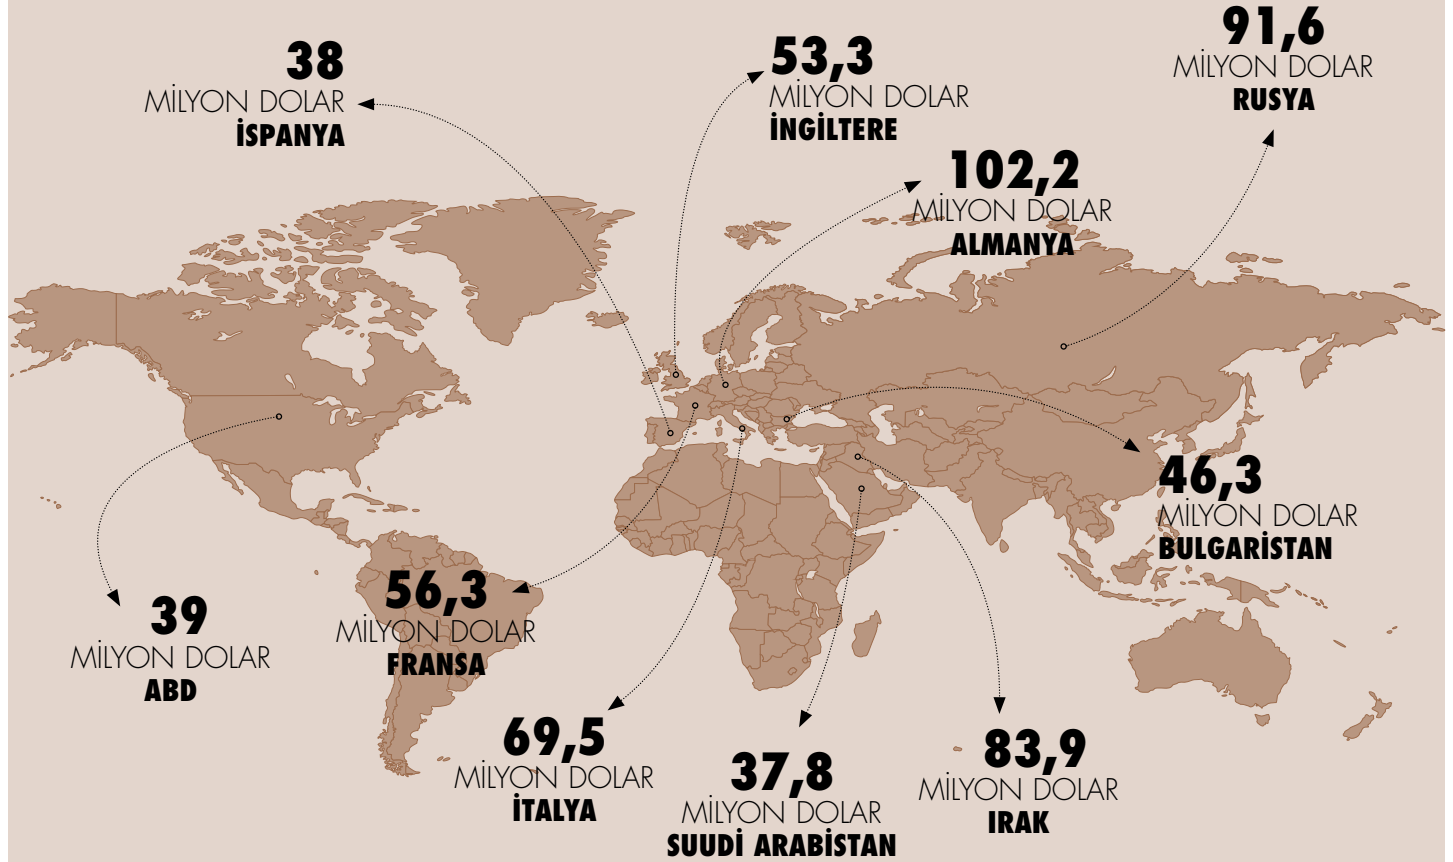 38
MİLYON DOLAR
İSPANYA
53,3
MİLYON DOLAR
İNGİLTERE
91,6
MİLYON DOLAR
RUSYA
102,2
MİLYON DOLAR
ALMANYA
46,3
MİLYON DOLAR
BULGARİSTAN
39
MİLYON DOLAR
ABD
56,3
MİLYON DOLAR
FRANSA
69,5
MİLYON DOLAR
İTALYA
37,8
MİLYON DOLAR
SUUDİ ARABİSTAN
83,9
MİLYON DOLAR
IRAK